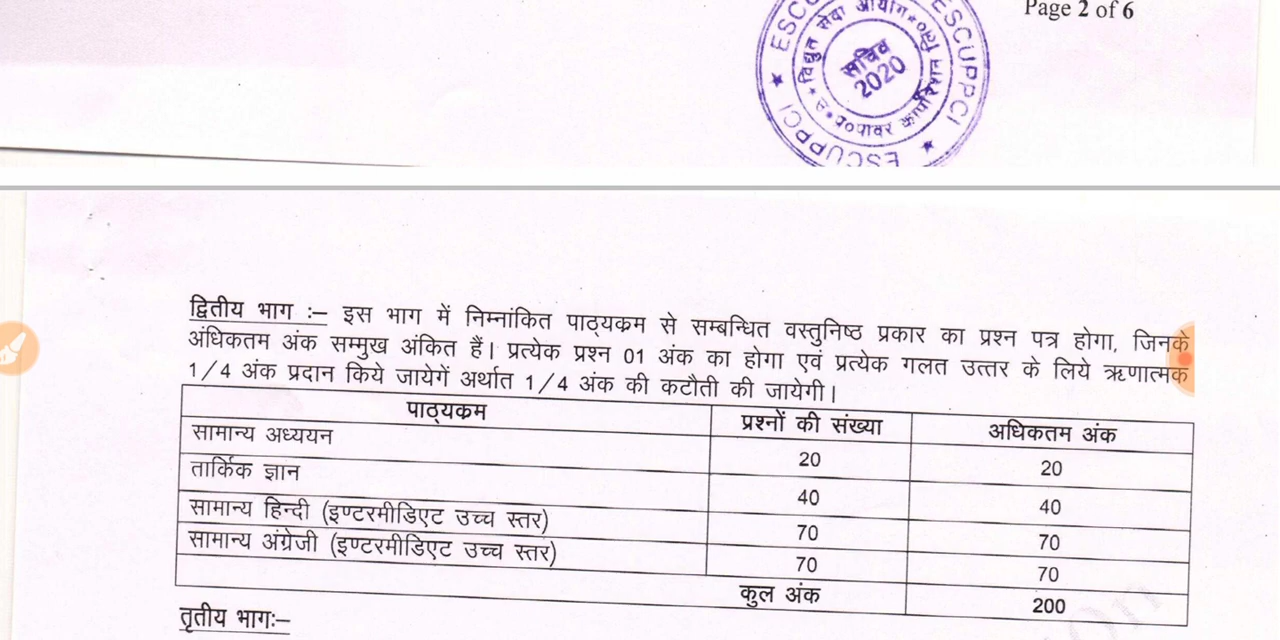 Page 2 of 6
ESCUPPCI
विद्युत सेवा आयोग
सचिव
2020
द्वितीय भाग :– इस भाग में निम्नांकित पाठ्यक्रम से सम्बन्धित वस्तुनिष्ठ प्रकार का प्रश्न पत्र होगा, जिनके
अंधिकतम अंक सम्मुख अंकित हैं। प्रत्येक प्रश्न 01 अंक का होगा एवं प्रत्येक गलत उत्तर के लिये ऋणात्मक
1/4 अंक प्रदान किये जायेगें अर्थात 1/4 अंक की कटौती की जायेगी।
पाठ्यक्रम प्रश्नों की संख्या अधिकतम अंक
सामान्य अध्ययन 20 20
तार्किक ज्ञान 40 40
सामान्य हिन्दी (इण्टरमीडिएट उच्च स्तर) 70 70
सामान्य अंग्रेजी (इण्टरमीडिएट उच्च स्तर) 70 70
कुल अंक 200
तृतीय भागः–